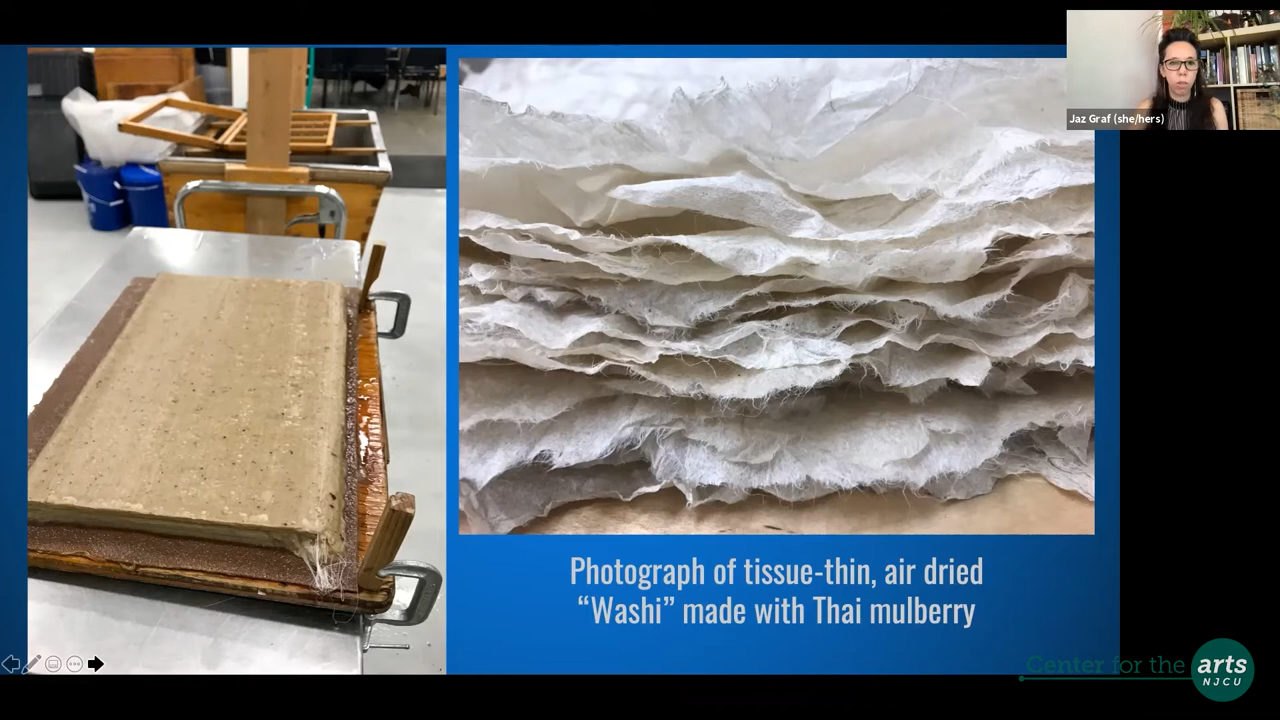 Jaz Graf (she/hers)
Photograph of tissue-thin, air dried
“Washi” made with Thai mulberry
Center for the arts
NJCU